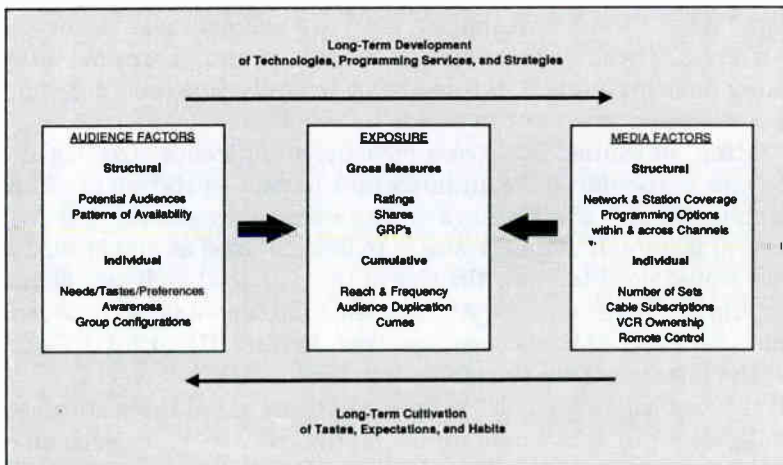 Long-Term Development
of Technologies, Programming Services, and Strategies
AUDIENCE FACTORS
Structural
Potential Audiences
Patterns of Availability
Individual
Needs/Tastes/Preferences
Awareness
Group Configurations
EXPOSURE
Gross Measures
Ratings
Shares
GRP's
Cumulative
Reach & Frequency
Audience Duplication
Cumes
MEDIA FACTORS
Structural
Network & Station Coverage
Programming Options
within & across Channels
Individual
Number of Sets
Cable Subscriptions
VCR Ownership
Remote Control
Long-Term Cultivation
of Tastes, Expectations, and Habits